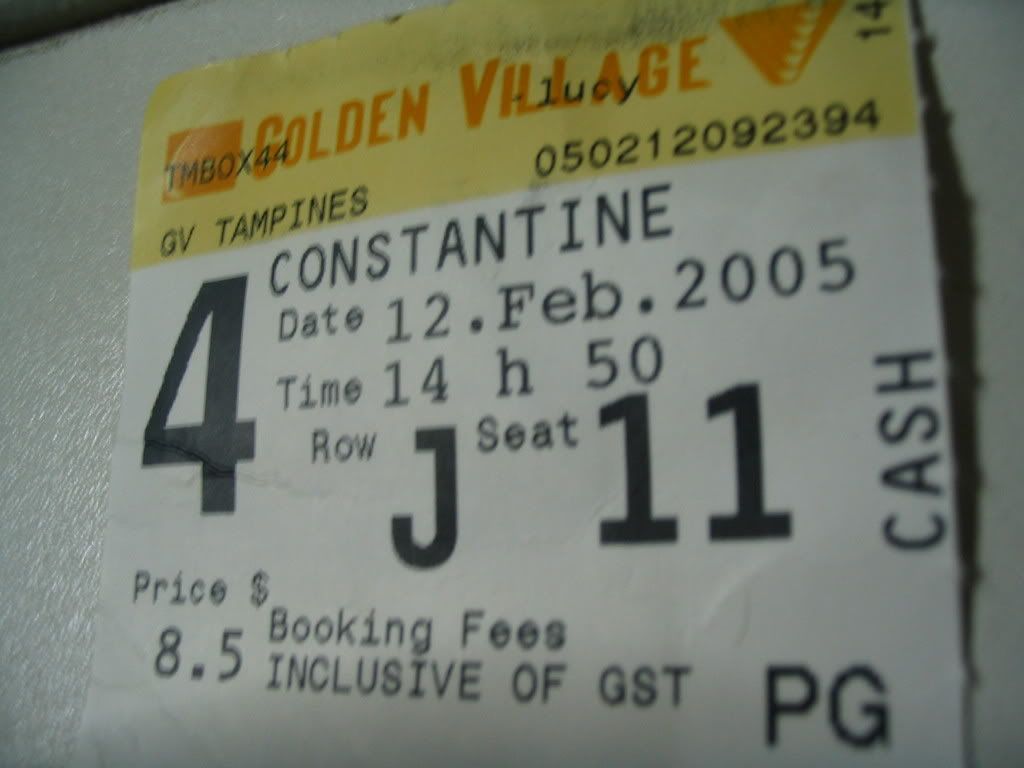 GOLDEN VILLAGE
-lucy
14
TMBOX44
050212092394
GV TAMPINES
4
CONSTANTINE
Date 12.Feb.2005
Time 14 h 50
Row J Seat 11
CASH
Price $
8.5
Booking Fees
INCLUSIVE OF GST
PG